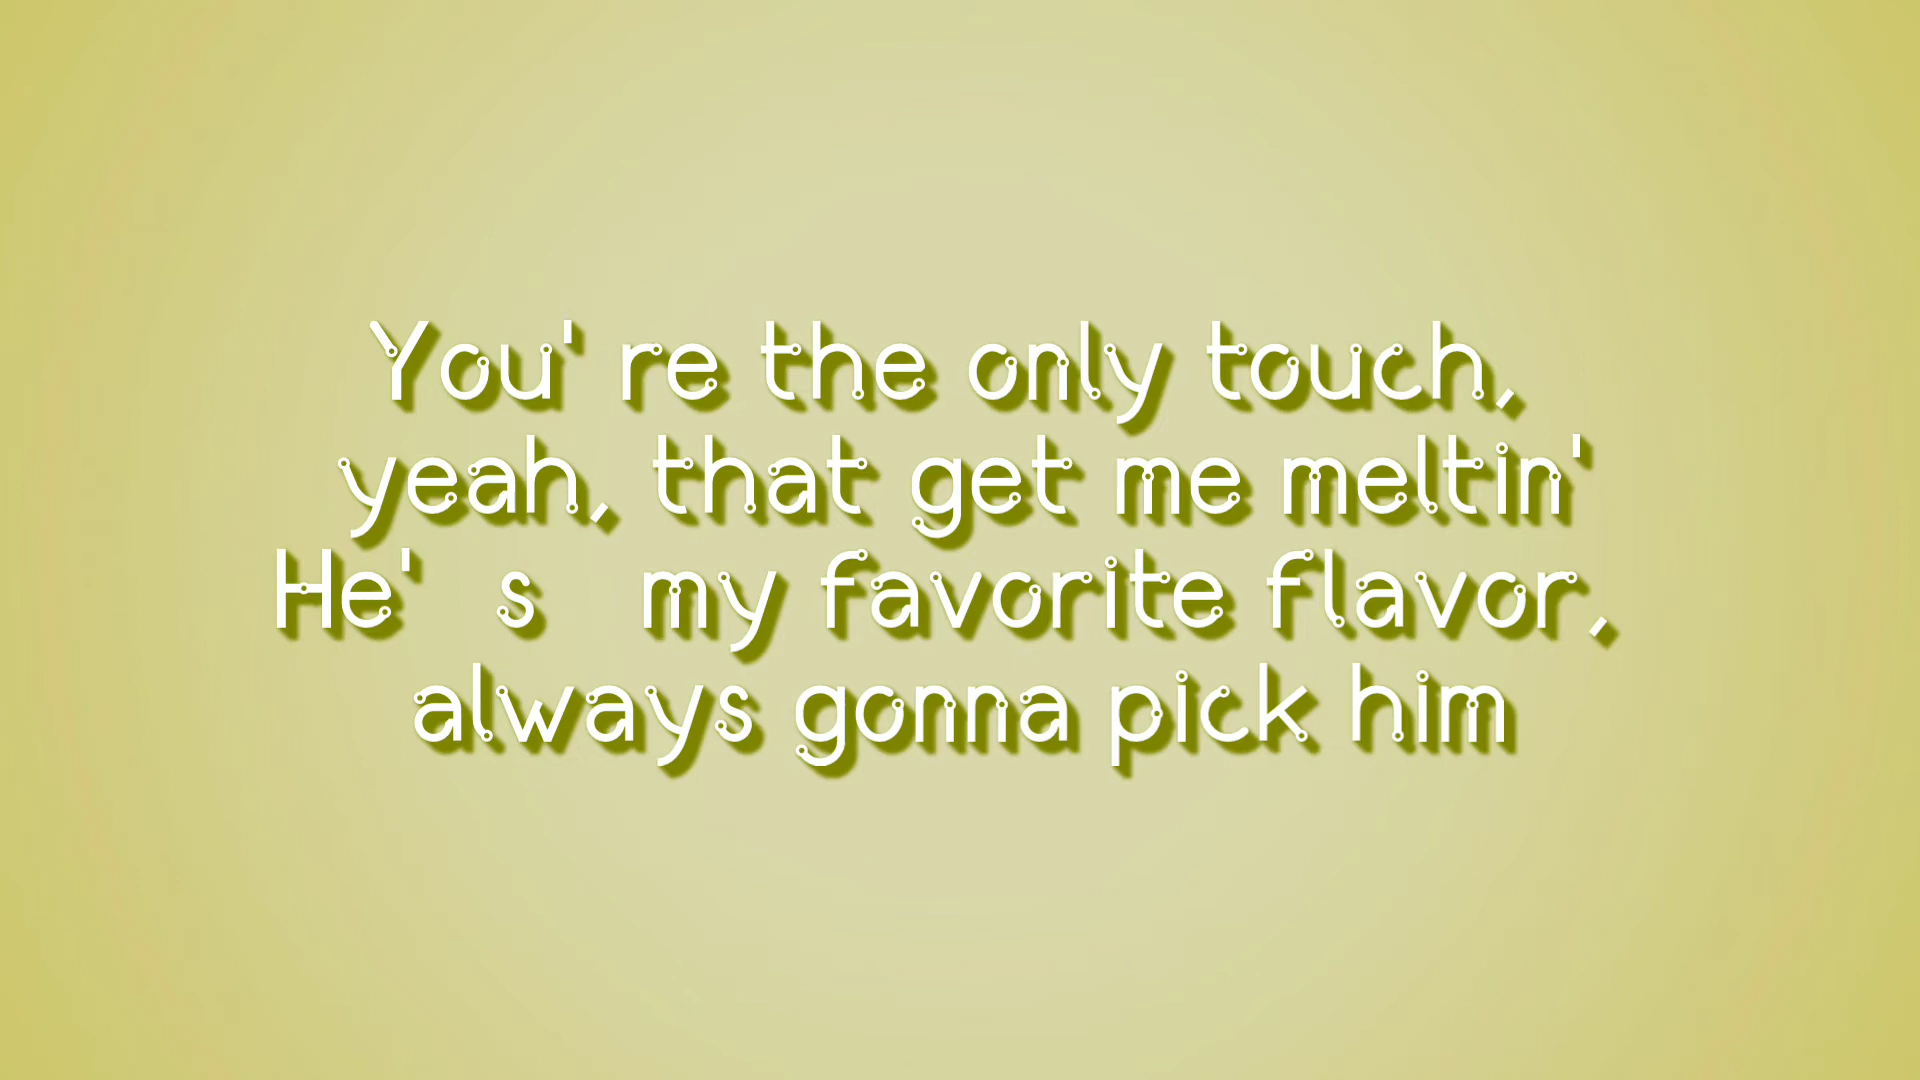 You' re the only touch,
yeah, that get me meltin'
He' s my favorite flavor,
always gonna pick him